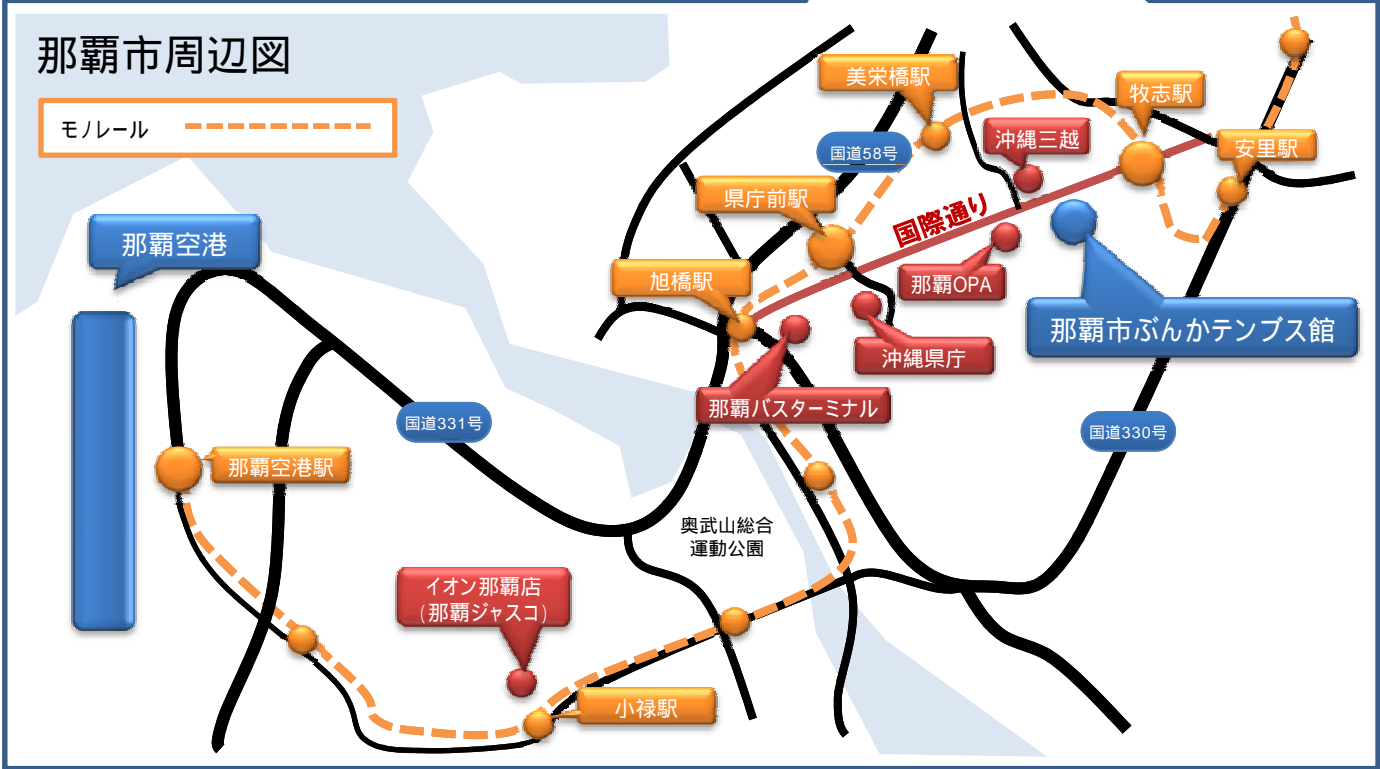 那覇市周辺図
モノレール
美栄橋駅
牧志駅
沖縄三越
安里駅
国道58号
県庁前駅
国際通り
那覇空港
旭橋駅
那覇OPA
那覇市ぶんかテンブス館
沖縄県庁
那覇バスターミナル
国道331号
国道330号
那覇空港駅
奥武山総合
運動公園
イオン那覇店
(那覇ジャスコ)
小禄駅